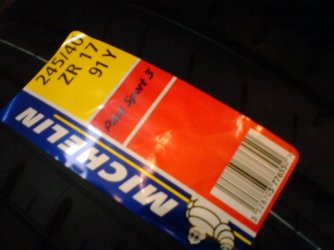 245/40
ZR 17
91 Y
Pilot Sport 3
MICHELIN